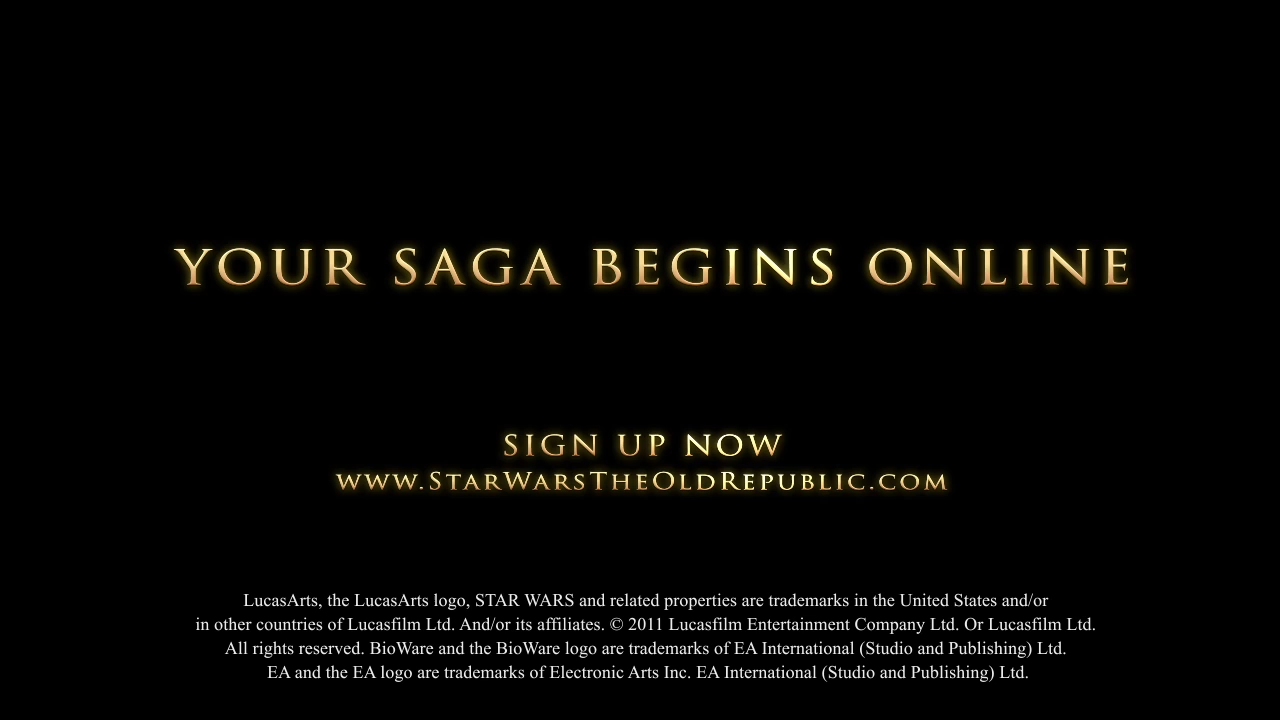 YOUR SAGA BEGINS ONLINE
SIGN UP NOW
www.StarWarsTheOldRepublic.com
LucasArts, the LucasArts logo, STAR WARS and related properties are trademarks in the United States and/or
in other countries of Lucasfilm Ltd. And/or its affiliates. © 2011 Lucasfilm Entertainment Company Ltd. Or Lucasfilm Ltd.
All rights reserved. BioWare and the BioWare logo are trademarks of EA International (Studio and Publishing) Ltd.
EA and the EA logo are trademarks of Electronic Arts Inc. EA International (Studio and Publishing) Ltd.